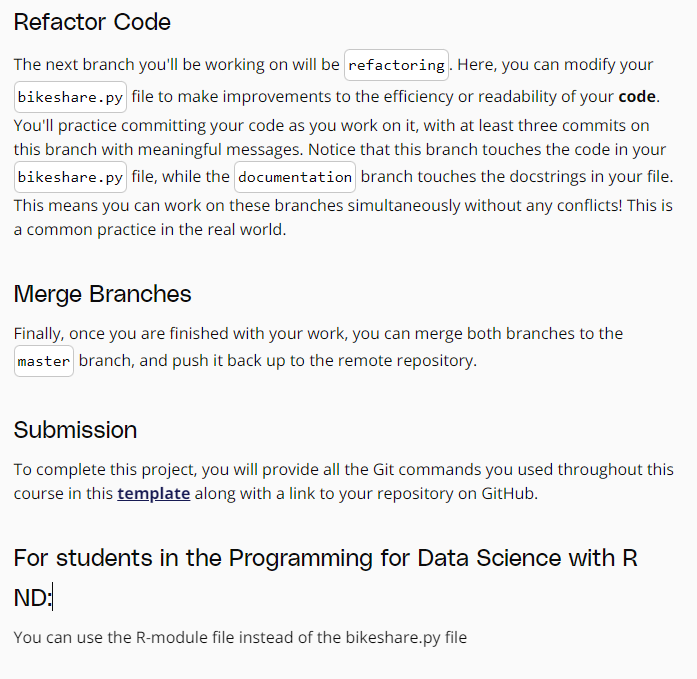 Refactor Code
The next branch you'll be working on will be refactoring. Here, you can modify your
bikeshare.py file to make improvements to the efficiency or readability of your code.
You'll practice committing your code as you work on it, with at least three commits on
this branch with meaningful messages. Notice that this branch touches the code in your
bikeshare.py file, while the documentation branch touches the docstrings in your file.
This means you can work on these branches simultaneously without any conflicts! This is
a common practice in the real world.
Merge Branches
Finally, once you are finished with your work, you can merge both branches to the
master branch, and push it back up to the remote repository.
Submission
To complete this project, you will provide all the Git commands you used throughout this
course in this template along with a link to your repository on GitHub.
For students in the Programming for Data Science with R
ND:
You can use the R-module file instead of the bikeshare.py file